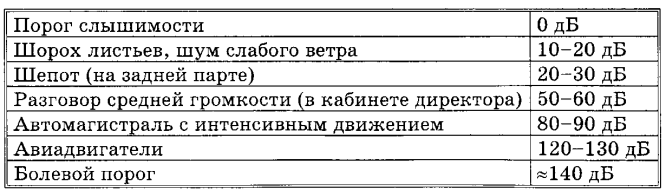 Порог слышимости 0 дБ
Шорох листьев, шум слабого ветра 10–20 дБ
Шепот (на задней парте) 20–30 дБ
Разговор средней громкости (в кабинете директора) 50–60 дБ
Автомагистраль с интенсивным движением 80–90 дБ
Авиадвигатели 120–130 дБ
Болевой порог ≈140 дБ